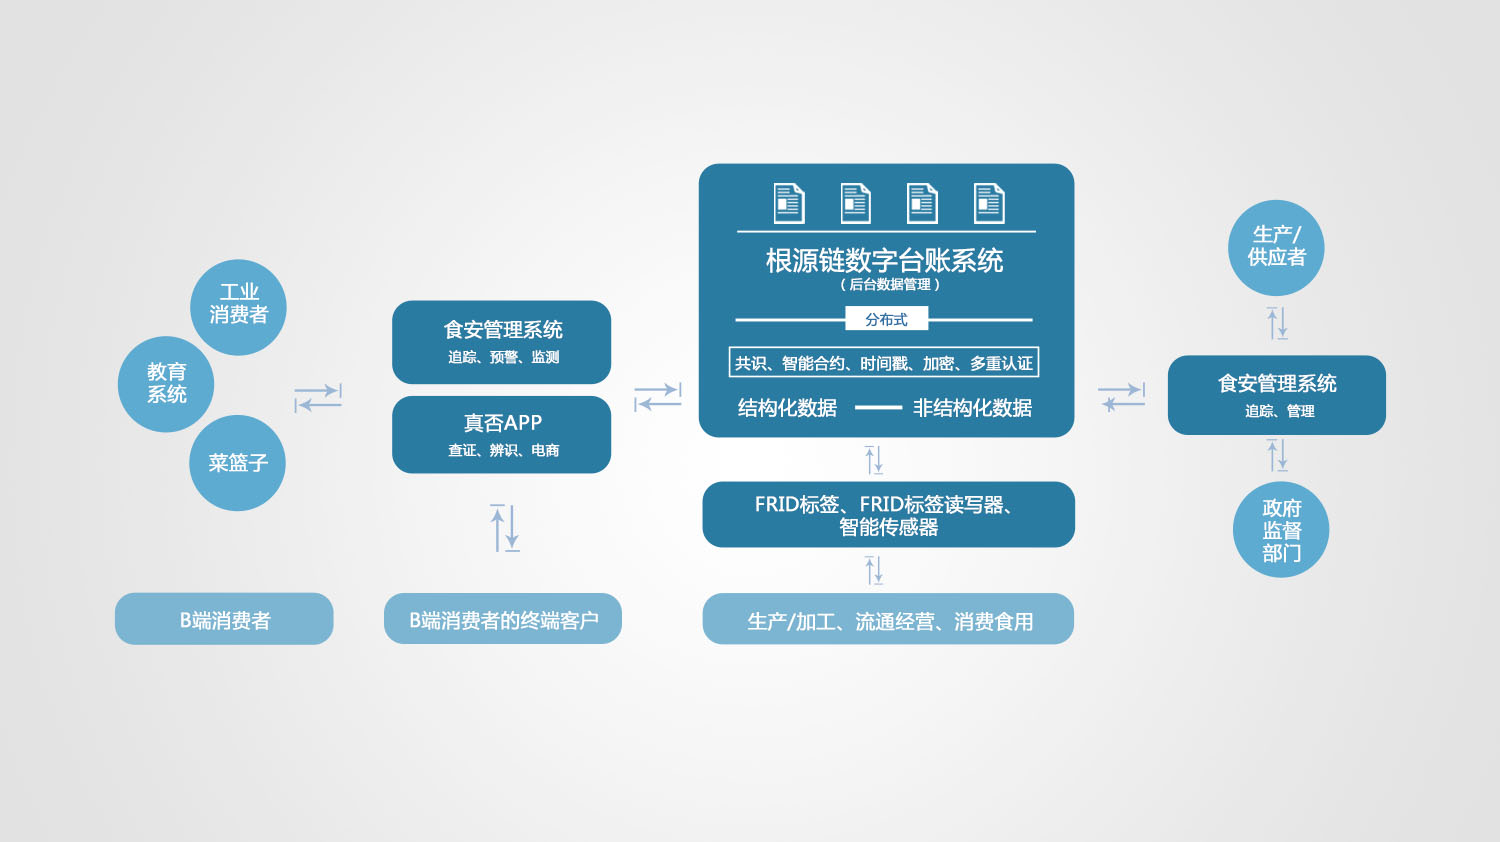 工业
消费者
教育
系统
菜篮子
B端消费者
食安管理系统
追踪、预警、监测
真否APP
查证、辨识、电商
B端消费者的终端客户
根源链数字台账系统
（后台数据管理）
分布式
共识、智能合约、时间戳、加密、多重认证
结构化数据
非结构化数据
FRID标签、FRID标签读写器、
智能传感器
生产/加工、流通经营、消费食用
生产/
供应者
食安管理系统
追踪、管理
政府
监督
部门